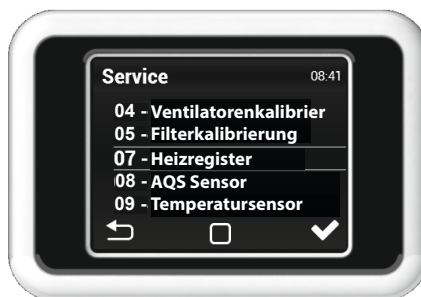 Service 08:41
04 - Ventilatorenkalibrier
05 - Filterkalibrierung
07 - Heizregister
08 - AQS Sensor
09 - Temperatursensor